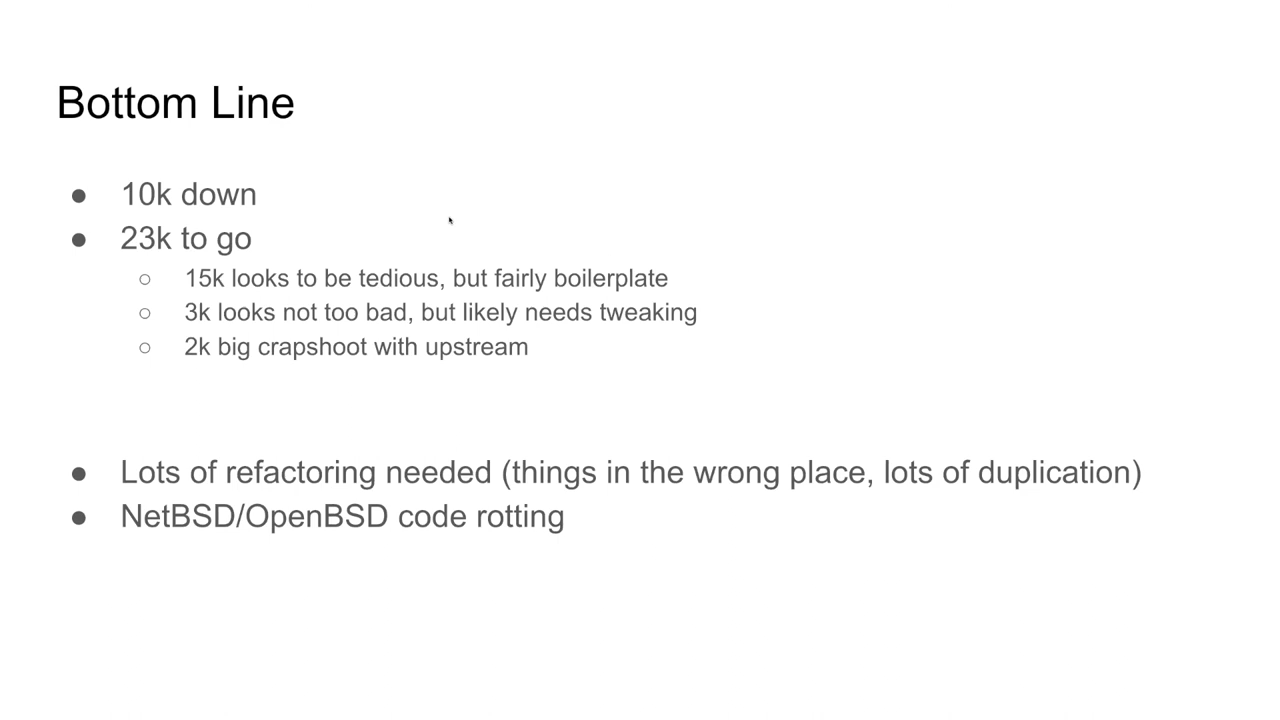 Bottom Line
● 10k down
● 23k to go
○ 15k looks to be tedious, but fairly boilerplate
○ 3k looks not too bad, but likely needs tweaking
○ 2k big crapshoot with upstream
● Lots of refactoring needed (things in the wrong place, lots of duplication)
● NetBSD/OpenBSD code rotting